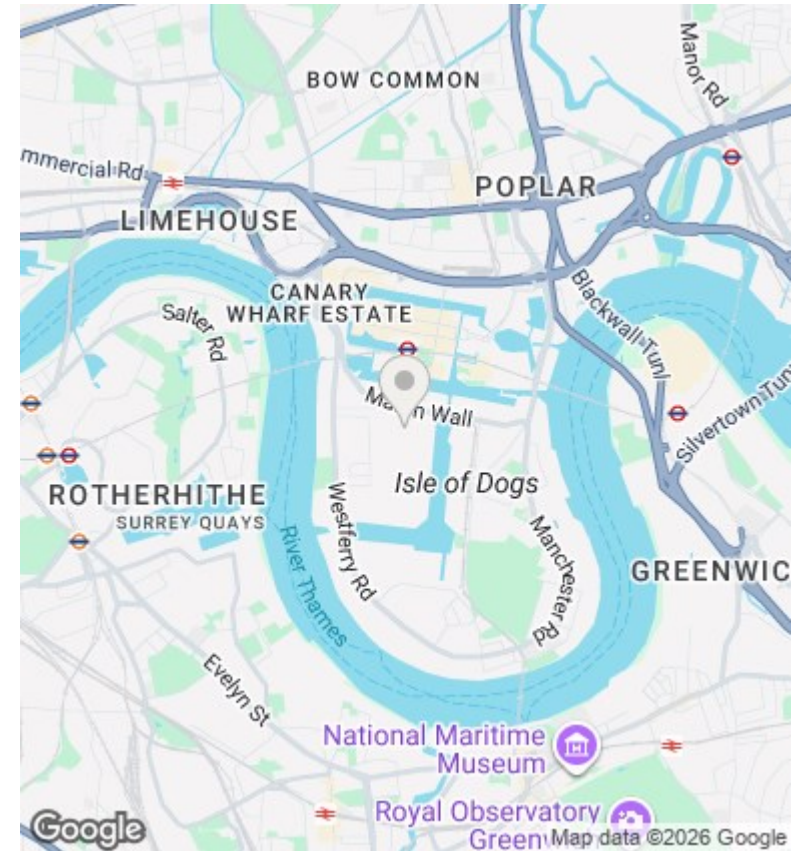 Manor Rd
BOW COMMON
mmercial Rd
POPLAR
LIMEHOUSE
CANARY
WHARF ESTATE
Salter Rd
Blackwall Tunl
Wall
Silvertown Tunl
Isle of Dogs
ROTHERHITHE
SURREY QUAYS
Westferry Rd
River Thames
Manchester Rd
GREENWIC
Evelyn St
National Maritime
Museum
Royal Observatory
Greenw
Google
Map data ©2026 Google